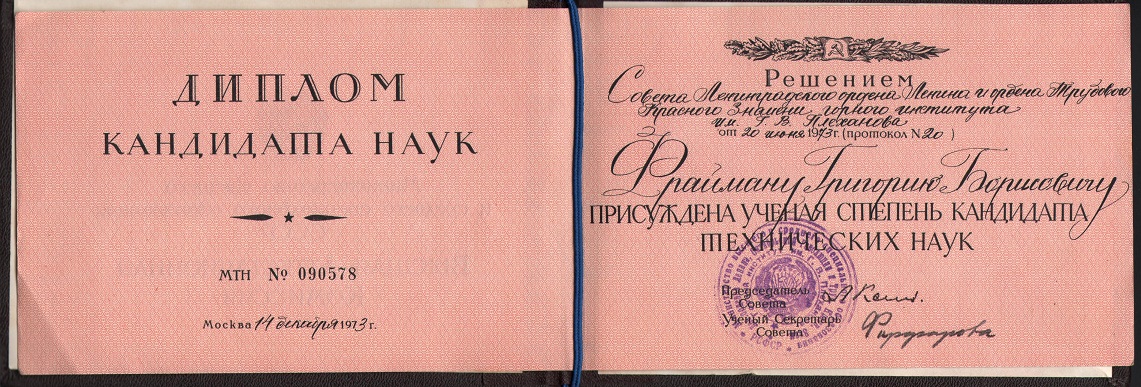 ДИПЛОМ
КАНДИДАТА НАУК
МТН № 090578
Москва 14 декабря 1973 г.
Решением
Совета Ленинградского ордена Ленина и ордена Трудового
Красного Знамени горного института
им. Г. В. Плеханова
от 20 июня 1973 г. (протокол № 20)
Фрайману Григорию Борисовичу
ПРИСУЖДЕНА УЧЕНАЯ СТЕПЕНЬ КАНДИДАТА
ТЕХНИЧЕСКИХ НАУК
Председатель
Совета
Ученый Секретарь
Совета
РСФСР